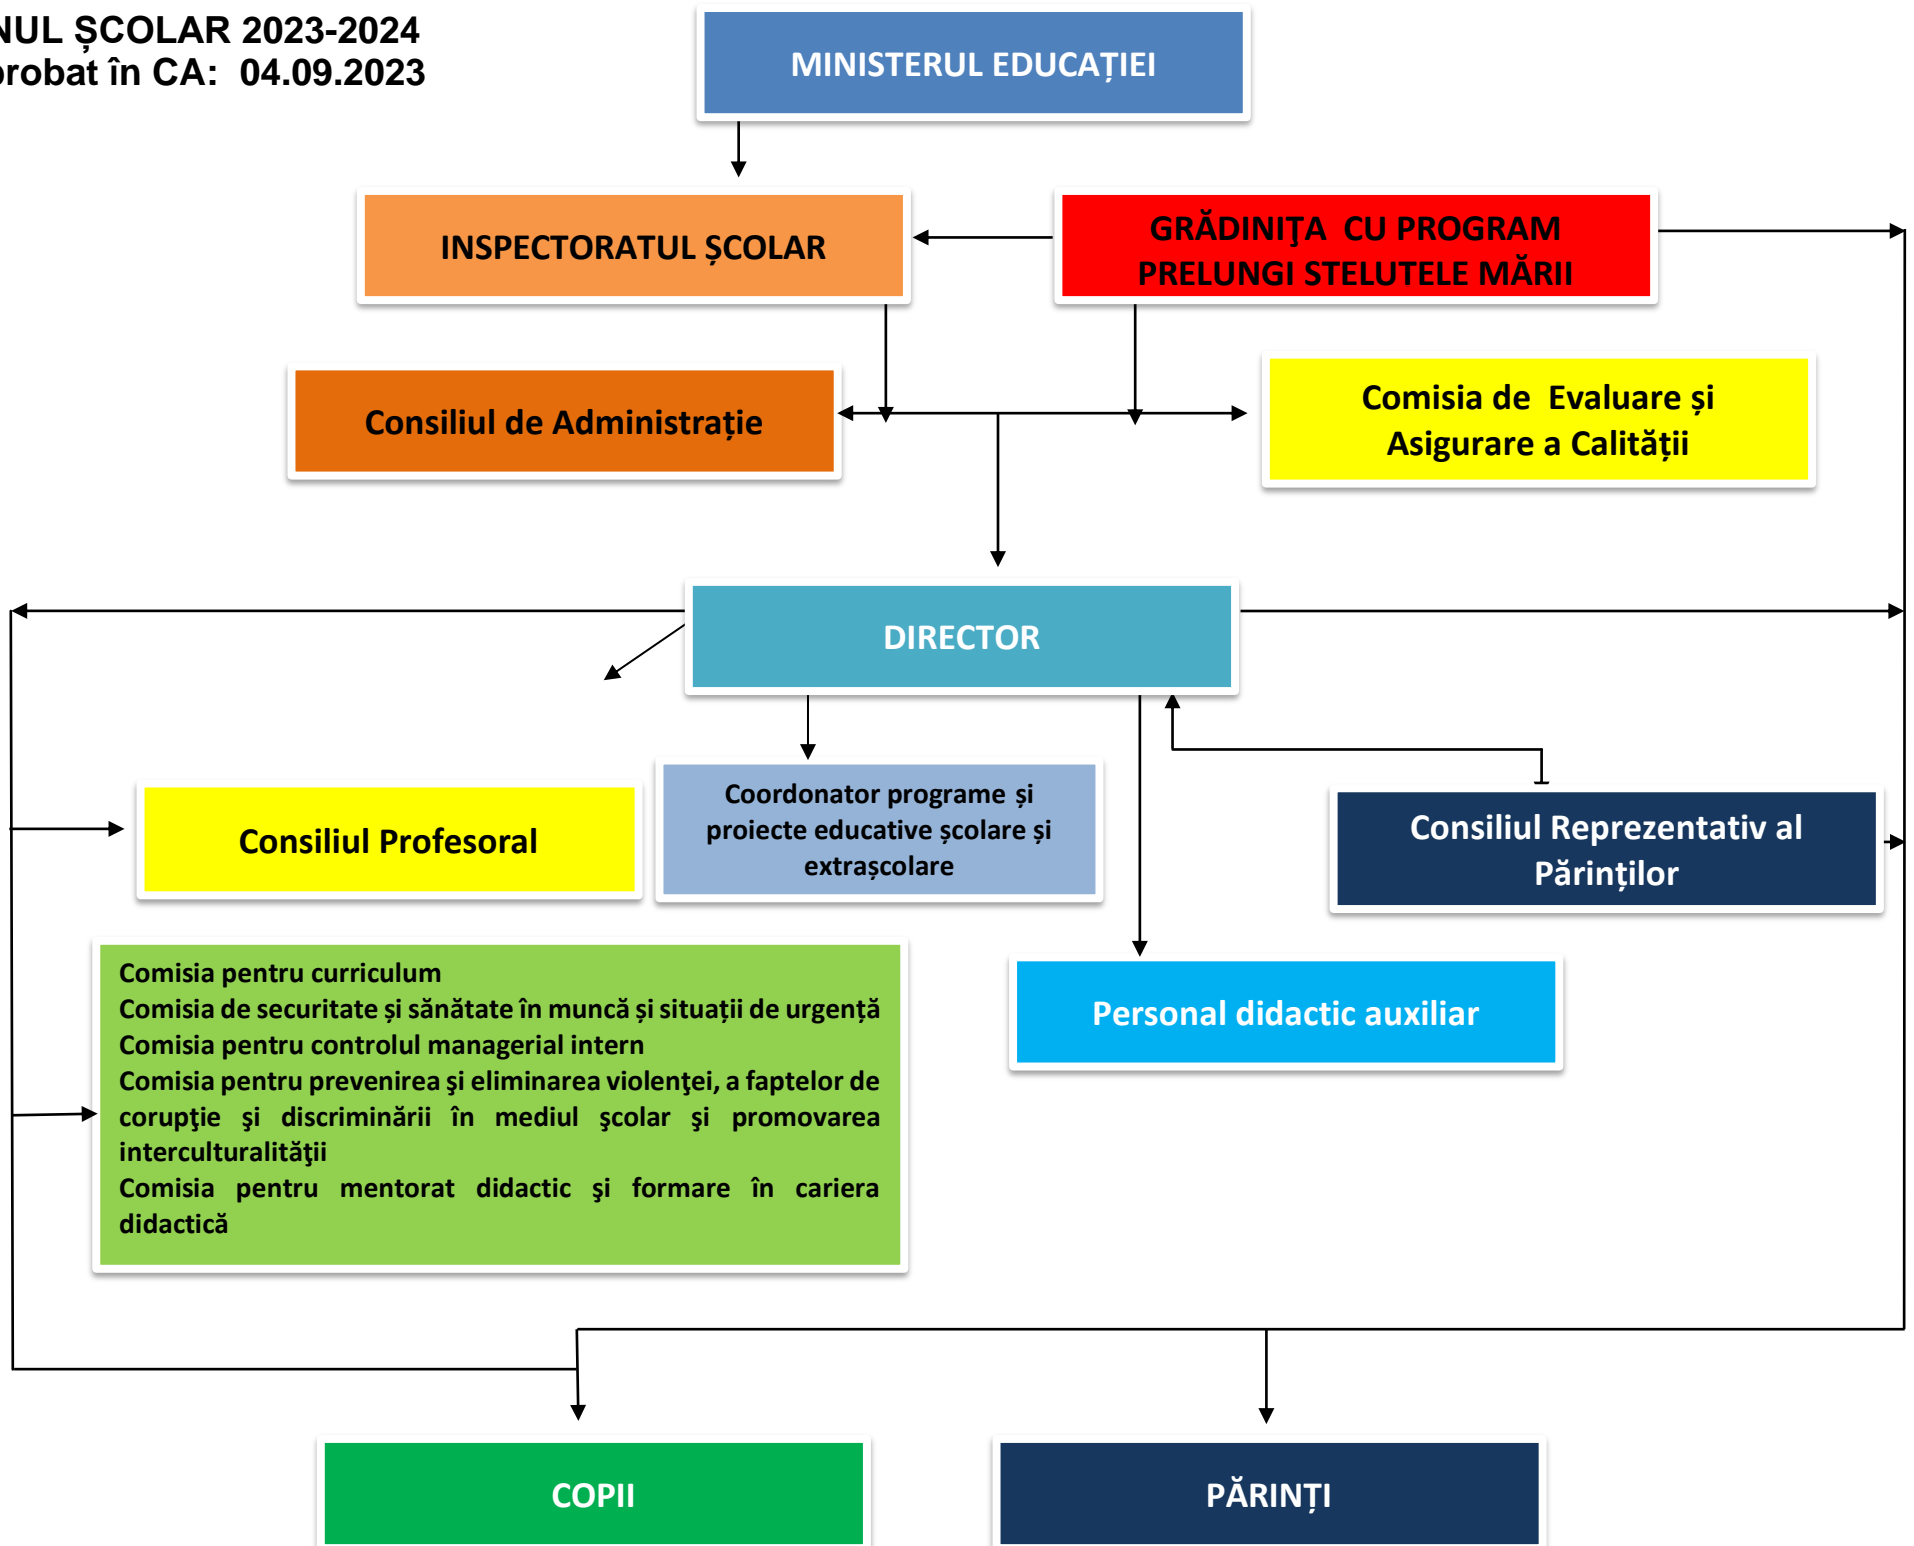 NUL ȘCOLAR 2023-2024
probat în CA: 04.09.2023
MINISTERUL EDUCAȚIEI
INSPECTORATUL ȘCOLAR
GRĂDINIŢA CU PROGRAM
PRELUNGI STELUTELE MĂRII
Consiliul de Administrație
Comisia de Evaluare și
Asigurare a Calității
DIRECTOR
Consiliul Profesoral
Coordonator programe și
proiecte educative școlare și
extrașcolare
Consiliul Reprezentativ al
Părinților
Comisia pentru curriculum
Comisia de securitate și sănătate în muncă și situații de urgență
Comisia pentru controlul managerial intern
Comisia pentru prevenirea şi eliminarea violenţei, a faptelor de
corupţie şi discriminării în mediul şcolar şi promovarea
interculturalităţii
Comisia pentru mentorat didactic şi formare în cariera
didactică
Personal didactic auxiliar
COPII
PĂRINȚI